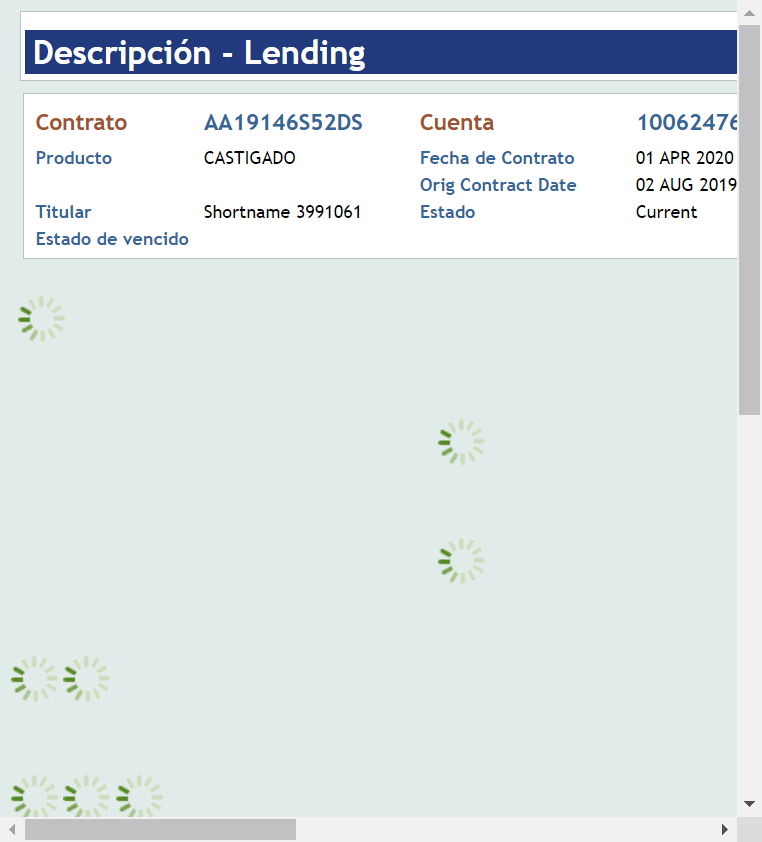 Descripción - Lending
Contrato AA19146S52DS Cuenta 10062476
Producto CASTIGADO Fecha de Contrato 01 APR 2020
Orig Contract Date 02 AUG 2019
Titular Shortname 3991061 Estado Current
Estado de vencido